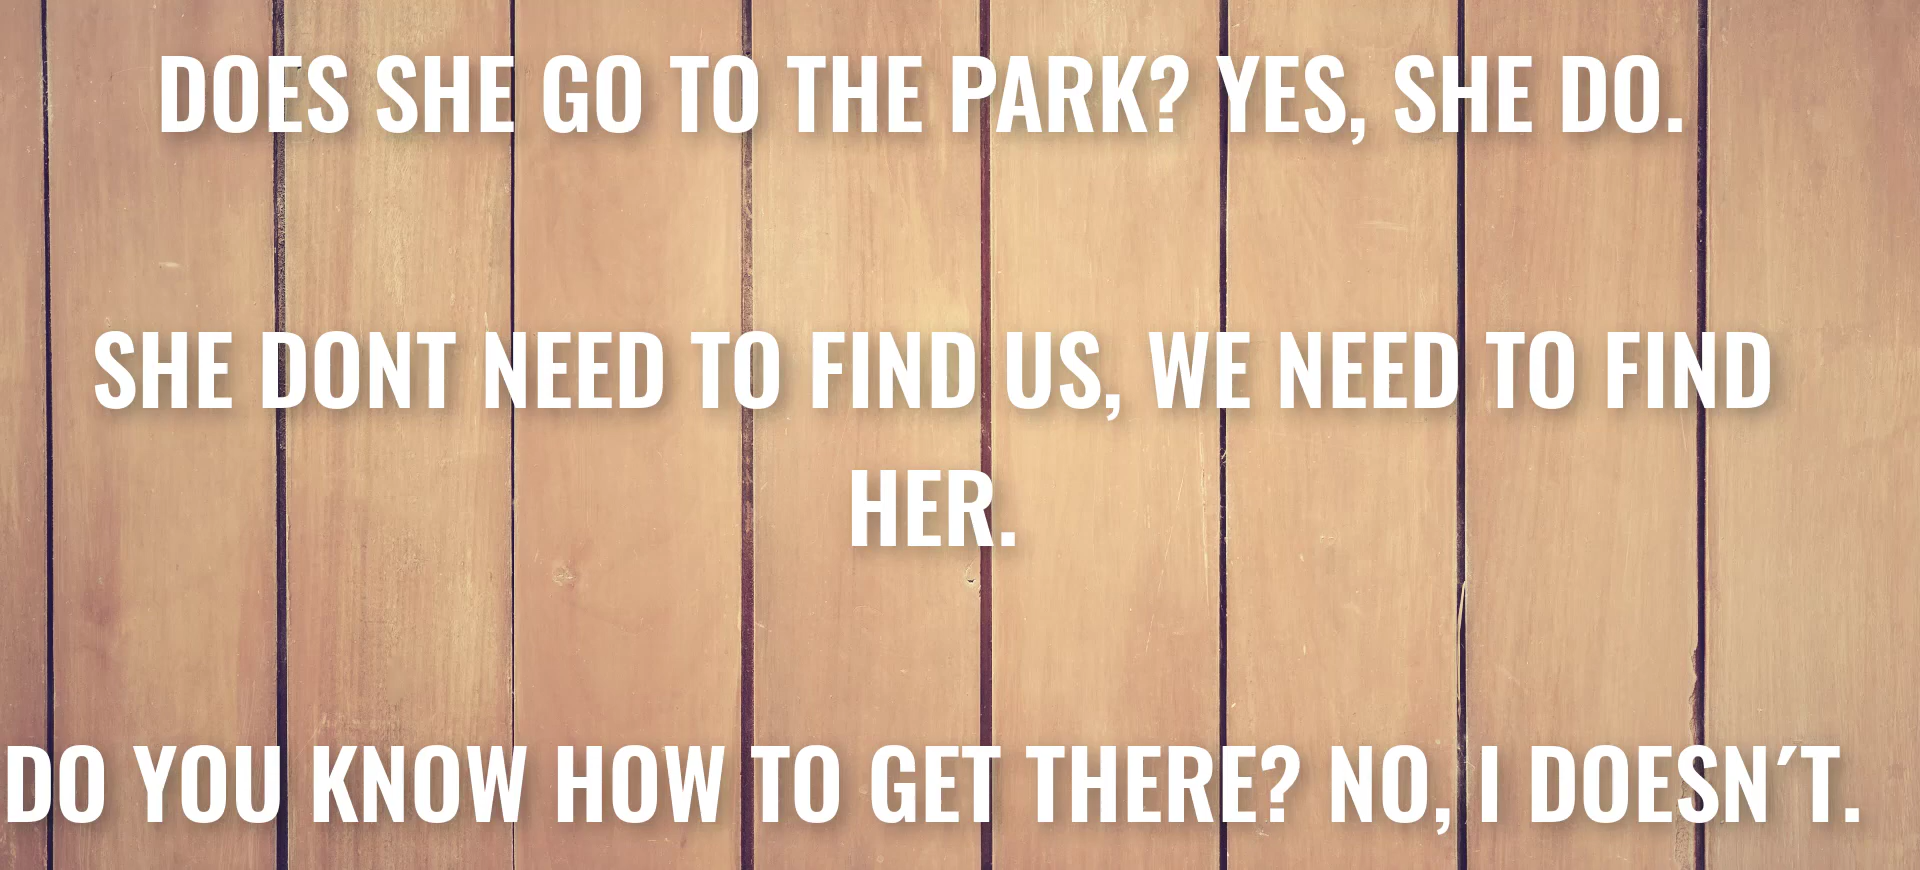 DOES SHE GO TO THE PARK? YES, SHE DO.
SHE DONT NEED TO FIND US, WE NEED TO FIND
HER.
DO YOU KNOW HOW TO GET THERE? NO, I DOESN´T.